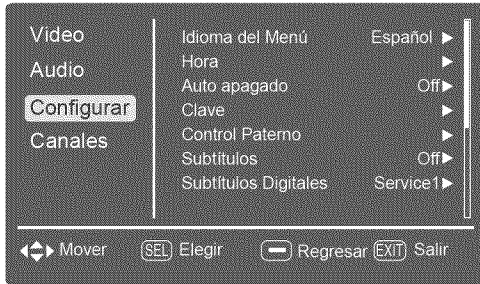 Video
Audio
Configurar
Canales
Idioma del Menú Español
Hora
Auto apagado Off
Clave
Control Paterno
Subtítulos Off
Subtítulos Digitales Service1
Mover SEL Elegir Regresar EXIT Salir